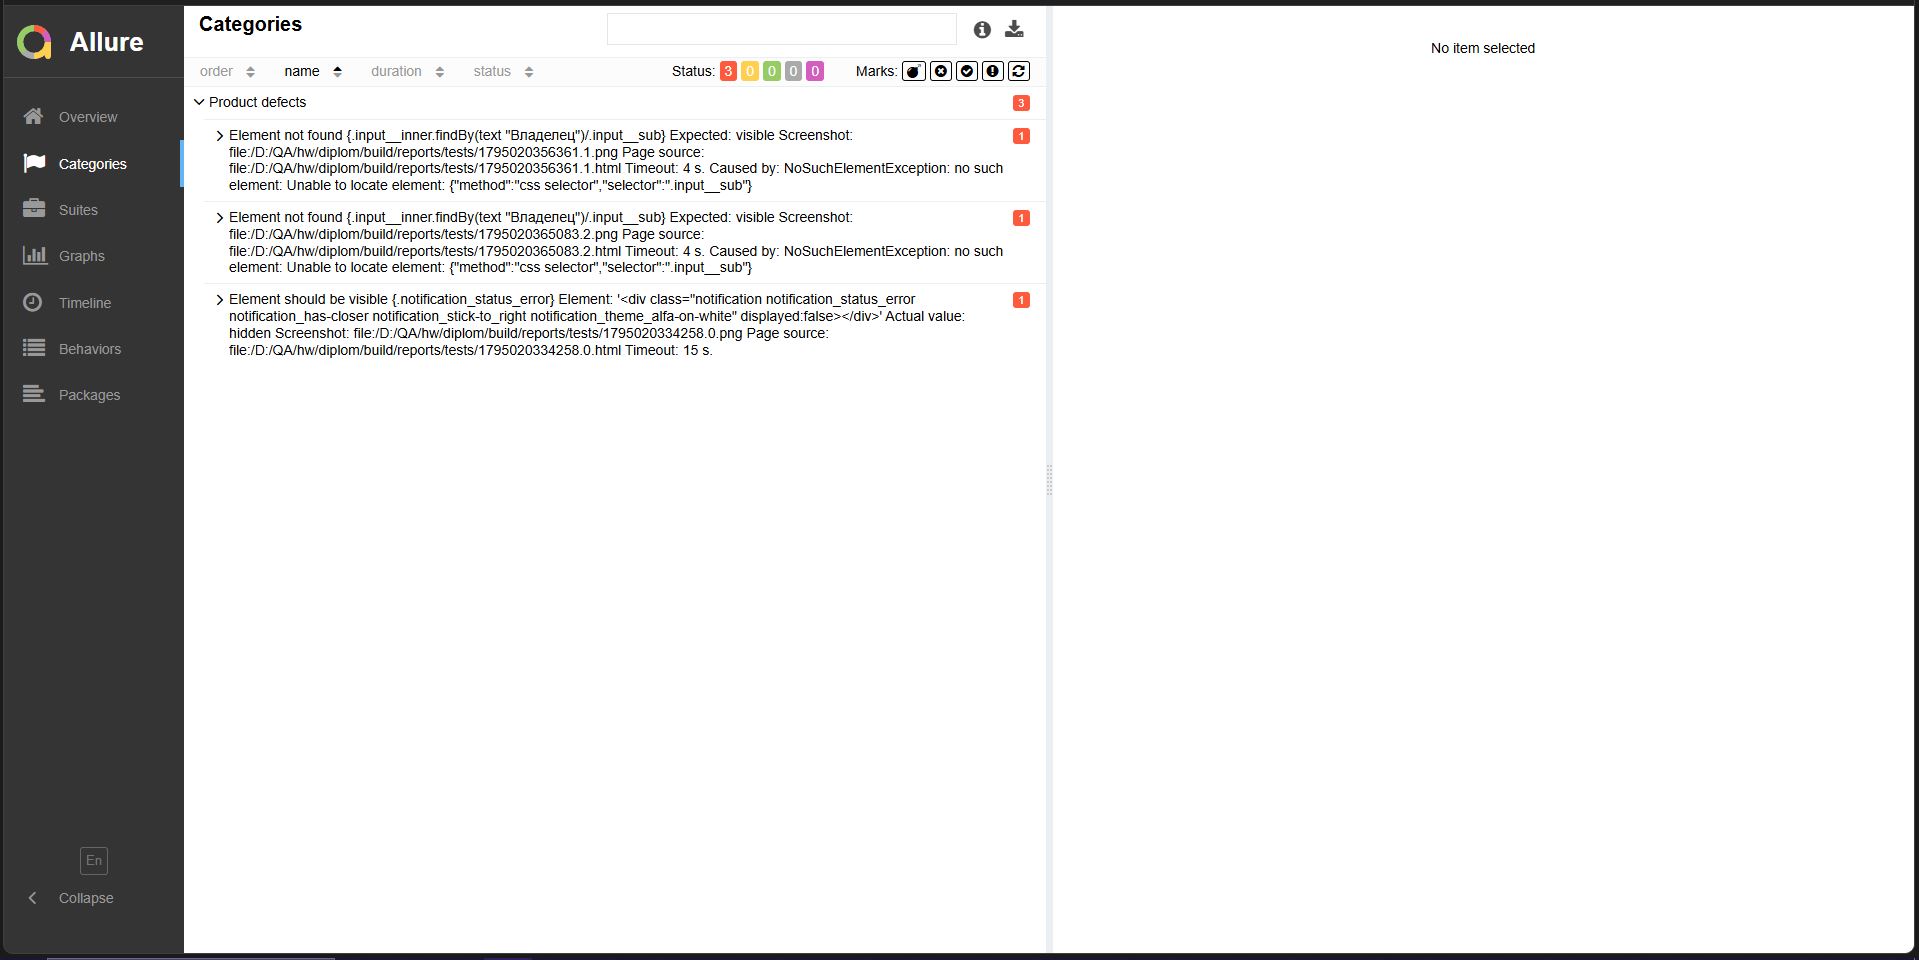 Allure
Overview
Categories
Suites
Graphs
Timeline
Behaviors
Packages
En
Collapse
Categories
order name duration status Status: 3 0 0 0 0 Marks:
Product defects 3
Element not found {.input__inner.findBy(text "Владелец")/.input__sub} Expected: visible Screenshot: 1
file:/D:/QA/hw/diplom/build/reports/tests/1795020356361.1.png Page source:
file:/D:/QA/hw/diplom/build/reports/tests/1795020356361.1.html Timeout: 4 s. Caused by: NoSuchElementException: no such
element: Unable to locate element: {"method":"css selector","selector":".input__sub"}
Element not found {.input__inner.findBy(text "Владелец")/.input__sub} Expected: visible Screenshot: 1
file:/D:/QA/hw/diplom/build/reports/tests/1795020365083.2.png Page source:
file:/D:/QA/hw/diplom/build/reports/tests/1795020365083.2.html Timeout: 4 s. Caused by: NoSuchElementException: no such
element: Unable to locate element: {"method":"css selector","selector":".input__sub"}
Element should be visible {.notification_status_error} Element: '<div class="notification notification_status_error 1
notification_has-closer notification_stick-to_right notification_theme_alfa-on-white" displayed:false></div>' Actual value:
hidden Screenshot: file:/D:/QA/hw/diplom/build/reports/tests/1795020334258.0.png Page source:
file:/D:/QA/hw/diplom/build/reports/tests/1795020334258.0.html Timeout: 15 s.
No item selected